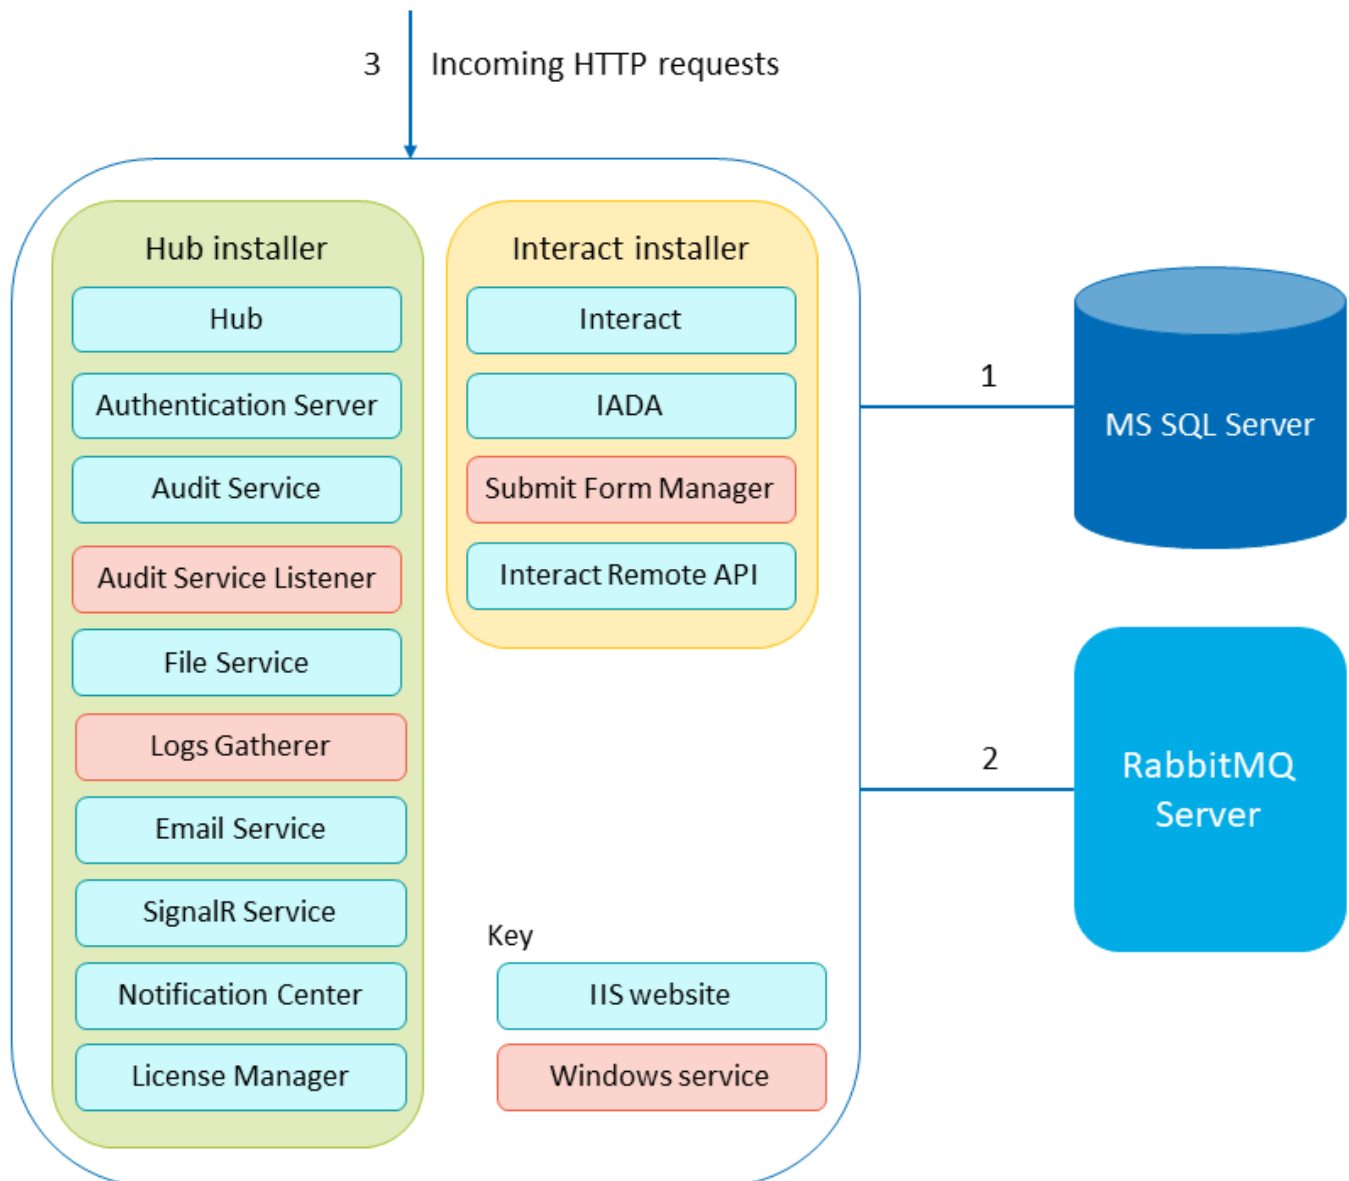 3
Incoming HTTP requests
Hub installer
Hub
Authentication Server
Audit Service
Audit Service Listener
File Service
Logs Gatherer
Email Service
SignalR Service
Notification Center
License Manager
Interact installer
Interact
IADA
Submit Form Manager
Interact Remote API
Key
IIS website
Windows service
1
MS SQL Server
2
RabbitMQ
Server